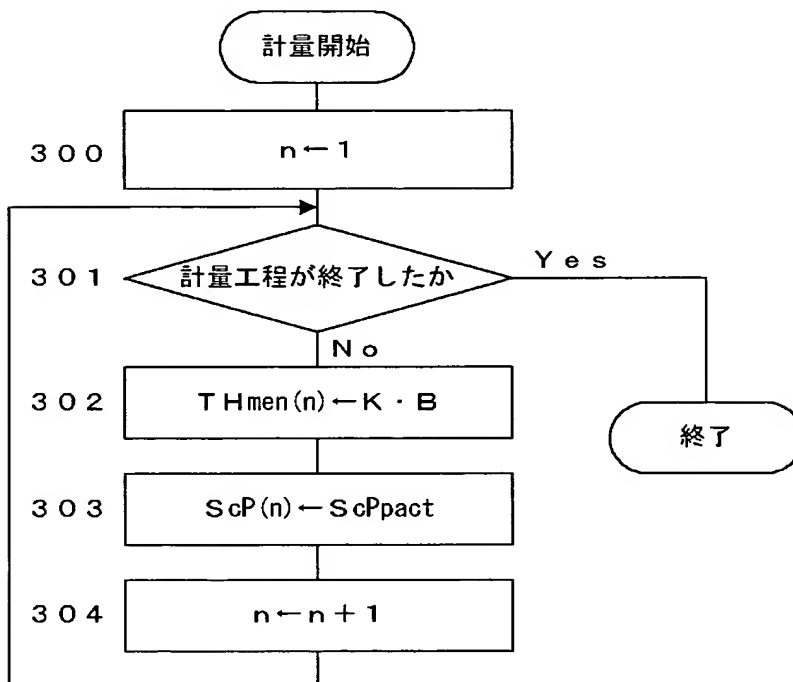 計量開始
300
n←1
301
計量工程が終了したか
Yes
No
302
THmen(n)←K・B
終了
303
ScP(n)←ScPpact
304
n←n+1